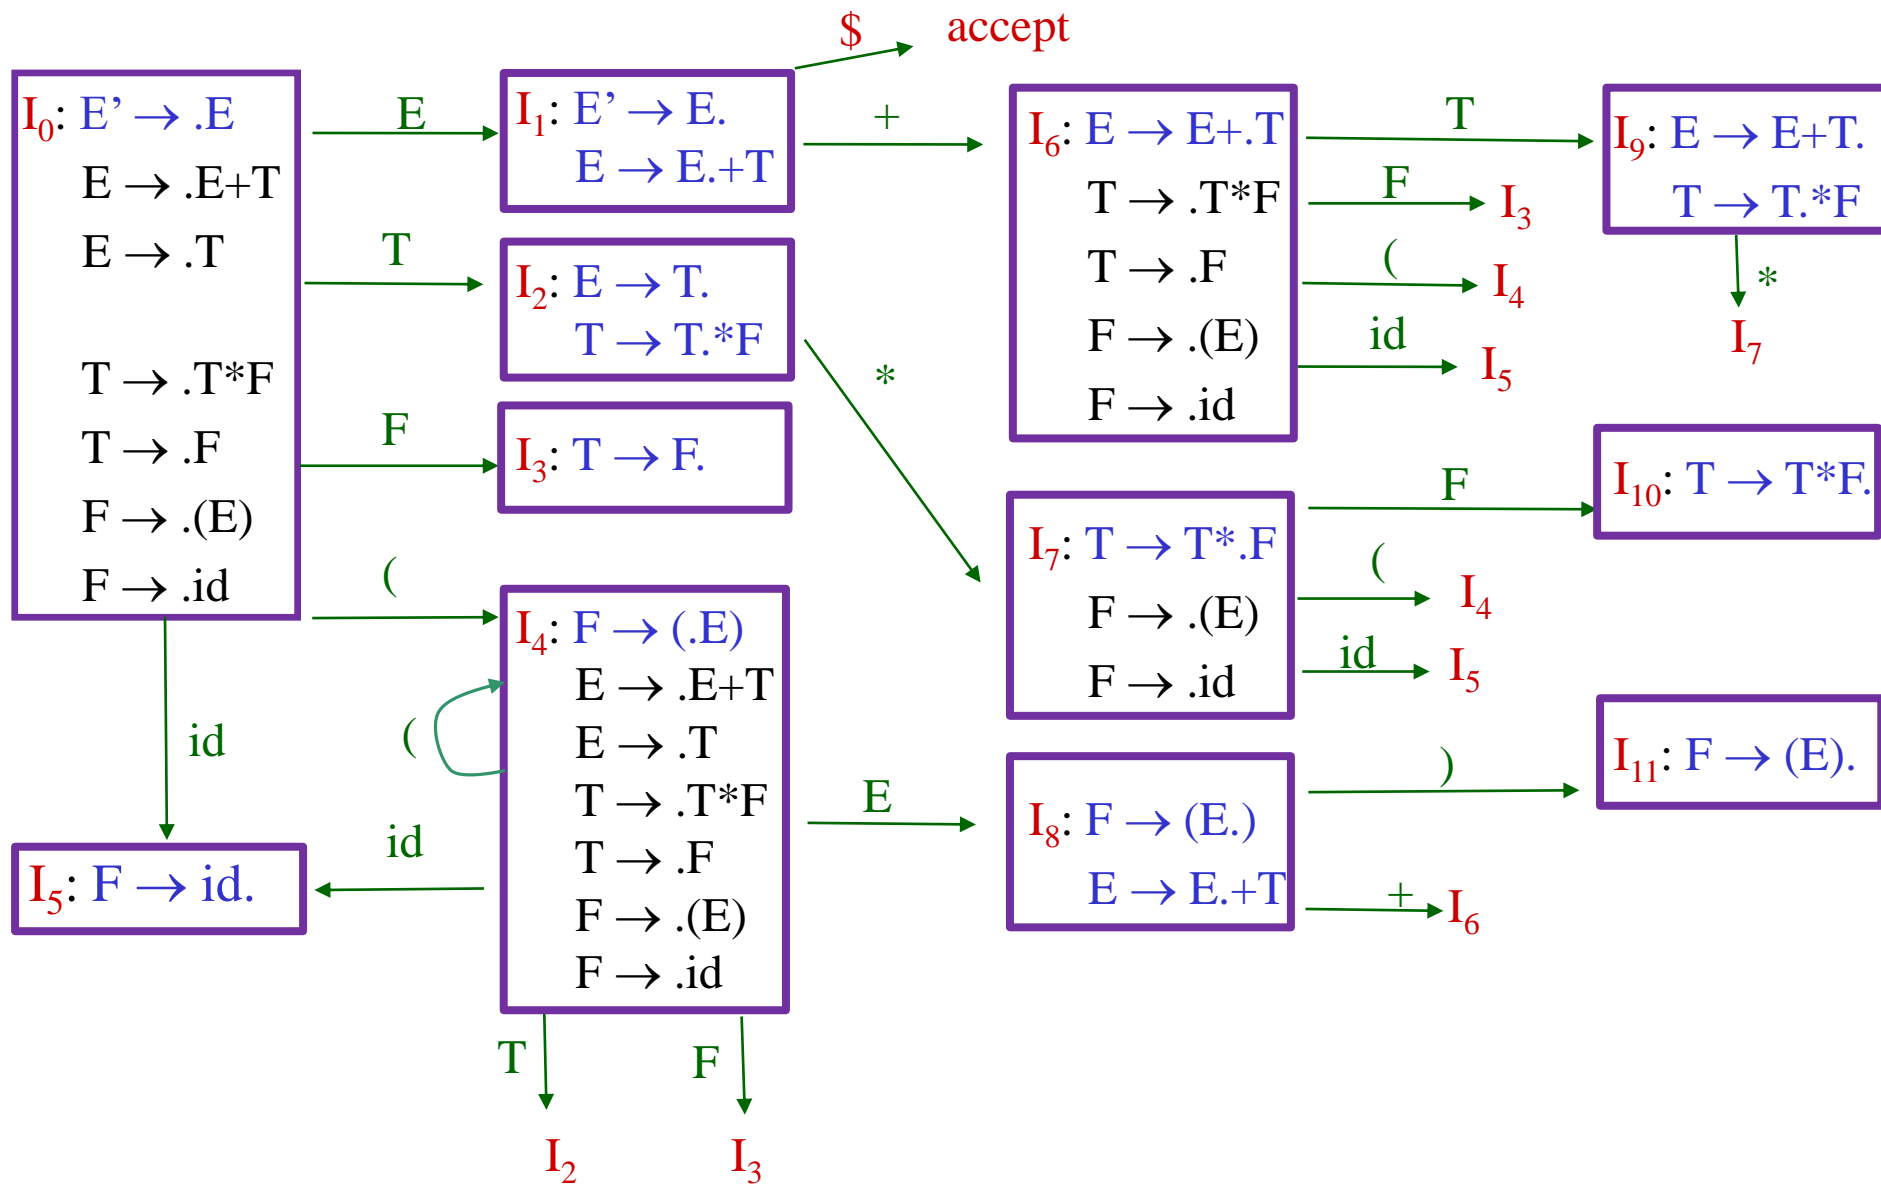 $ accept
I0: E’ → .E
E → .E+T
E → .T
T → .T*F
T → .F
F → .(E)
F → .id
E
T
F
(
id
I1: E’ → E.
E → E.+T
+
I2: E → T.
T → T.*F
*
I3: T → F.
I4: F → (.E)
E → .E+T
E → .T
T → .T*F
T → .F
F → .(E)
F → .id
(
id
E
T
F
I2
I3
I5: F → id.
I6: E → E+.T
T → .T*F
T → .F
F → .(E)
F → .id
T
F I3
( I4
id I5
I7: T → T*.F
F → .(E)
F → .id
F
( I4
id I5
I8: F → (E.)
E → E.+T
)
+ I6
I9: E → E+T.
T → T.*F
*
I7
I10: T → T*F.
I11: F → (E).